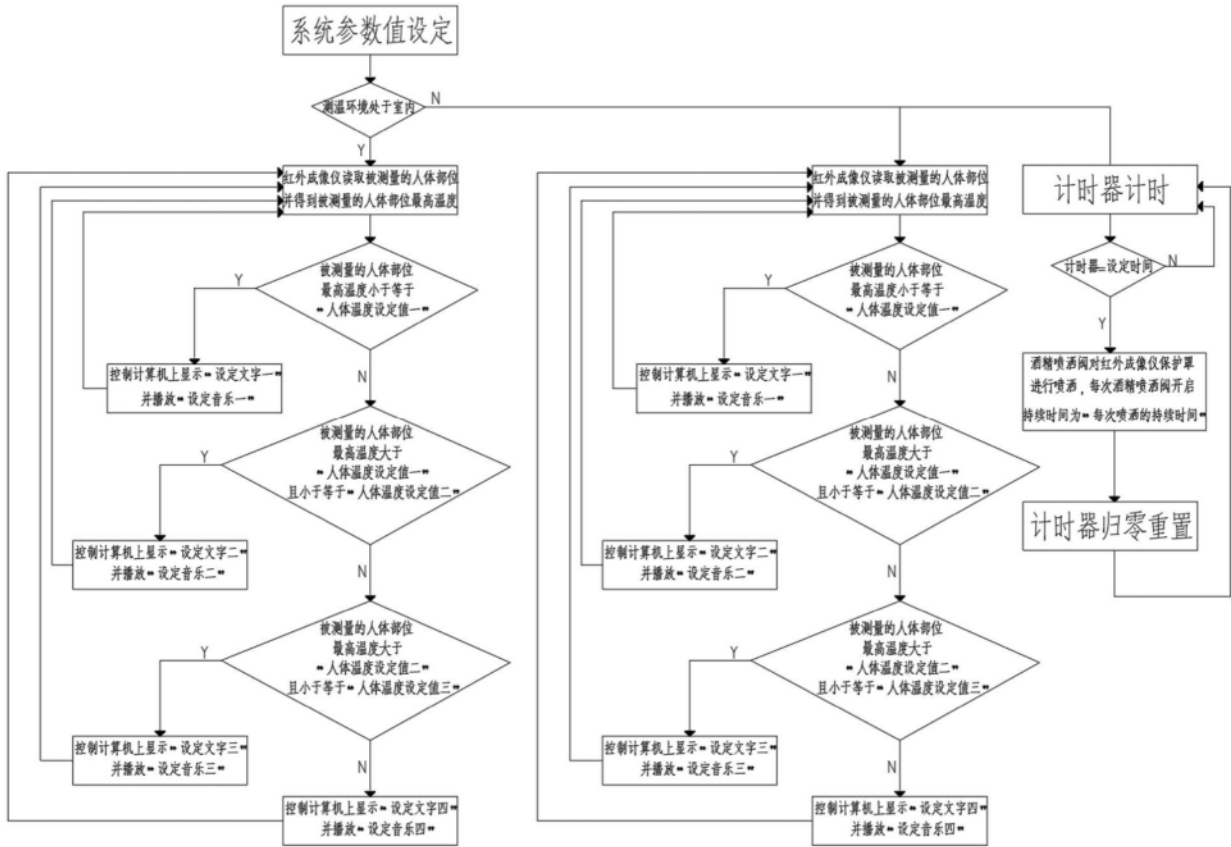 系统参数值设定
测温环境处于室内
N
Y
红外成像仪读取被测量的人体部位
并得到被测量的人体部位最高温度
被测量的人体部位
最高温度小于等于
“人体温度设定值一”
Y
N
控制计算机上显示“设定文字一”
并播放“设定音乐一”
被测量的人体部位
最高温度大于
“人体温度设定值一”
且小于等于“人体温度设定值二”
Y
N
控制计算机上显示“设定文字二”
并播放“设定音乐二”
被测量的人体部位
最高温度大于
“人体温度设定值二”
且小于等于“人体温度设定值三”
Y
N
控制计算机上显示“设定文字三”
并播放“设定音乐三”
控制计算机上显示“设定文字四”
并播放“设定音乐四”
红外成像仪读取被测量的人体部位
并得到被测量的人体部位最高温度
被测量的人体部位
最高温度小于等于
“人体温度设定值一”
Y
N
控制计算机上显示“设定文字一”
并播放“设定音乐一”
被测量的人体部位
最高温度大于
“人体温度设定值一”
且小于等于“人体温度设定值二”
Y
N
控制计算机上显示“设定文字二”
并播放“设定音乐二”
被测量的人体部位
最高温度大于
“人体温度设定值二”
且小于等于“人体温度设定值三”
Y
N
控制计算机上显示“设定文字三”
并播放“设定音乐三”
控制计算机上显示“设定文字四”
并播放“设定音乐四”
计时器计时
计时器=设定时间
N
Y
酒精喷洒阀对红外成像仪保护罩
进行喷洒，每次酒精喷洒阀开启
持续时间为“每次喷洒的持续时间”
计时器归零重置